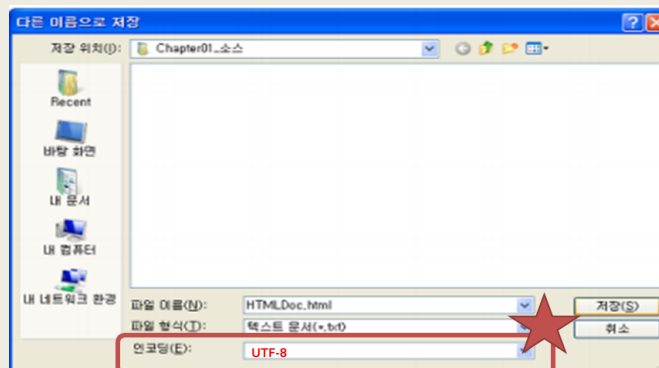 다른 이름으로 저장
저장 위치(I): Chapter01_소스
Recent
바탕 화면
내 문서
내 컴퓨터
내 네트워크 환경
파일 이름(N): HTMLDoc.html 저장(S)
파일 형식(T): 텍스트 문서(*.txt) 취소
인코딩(E): UTF-8